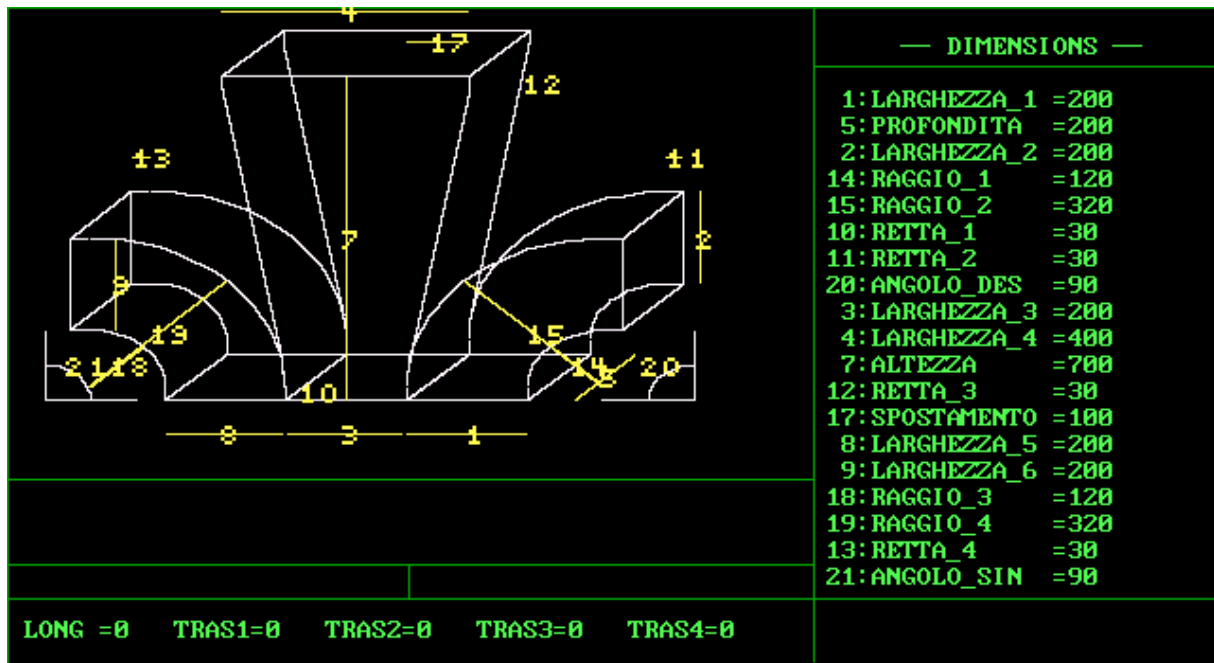 4
17
12
13
11
7
2
9
19
15
21
18
14
5
20
10
8
3
1
— DIMENSIONS —
1:LARGHEZZA_1 =200
5:PROFONDITA =200
2:LARGHEZZA_2 =200
14:RAGGIO_1 =120
15:RAGGIO_2 =320
10:RETTA_1 =30
11:RETTA_2 =30
20:ANGOLO_DES =90
3:LARGHEZZA_3 =200
4:LARGHEZZA_4 =400
7:ALTEZZA =700
12:RETTA_3 =30
17:SPOSTAMENTO =100
8:LARGHEZZA_5 =200
9:LARGHEZZA_6 =200
18:RAGGIO_3 =120
19:RAGGIO_4 =320
13:RETTA_4 =30
21:ANGOLO_SIN =90
LONG =0 TRAS1=0 TRAS2=0 TRAS3=0 TRAS4=0